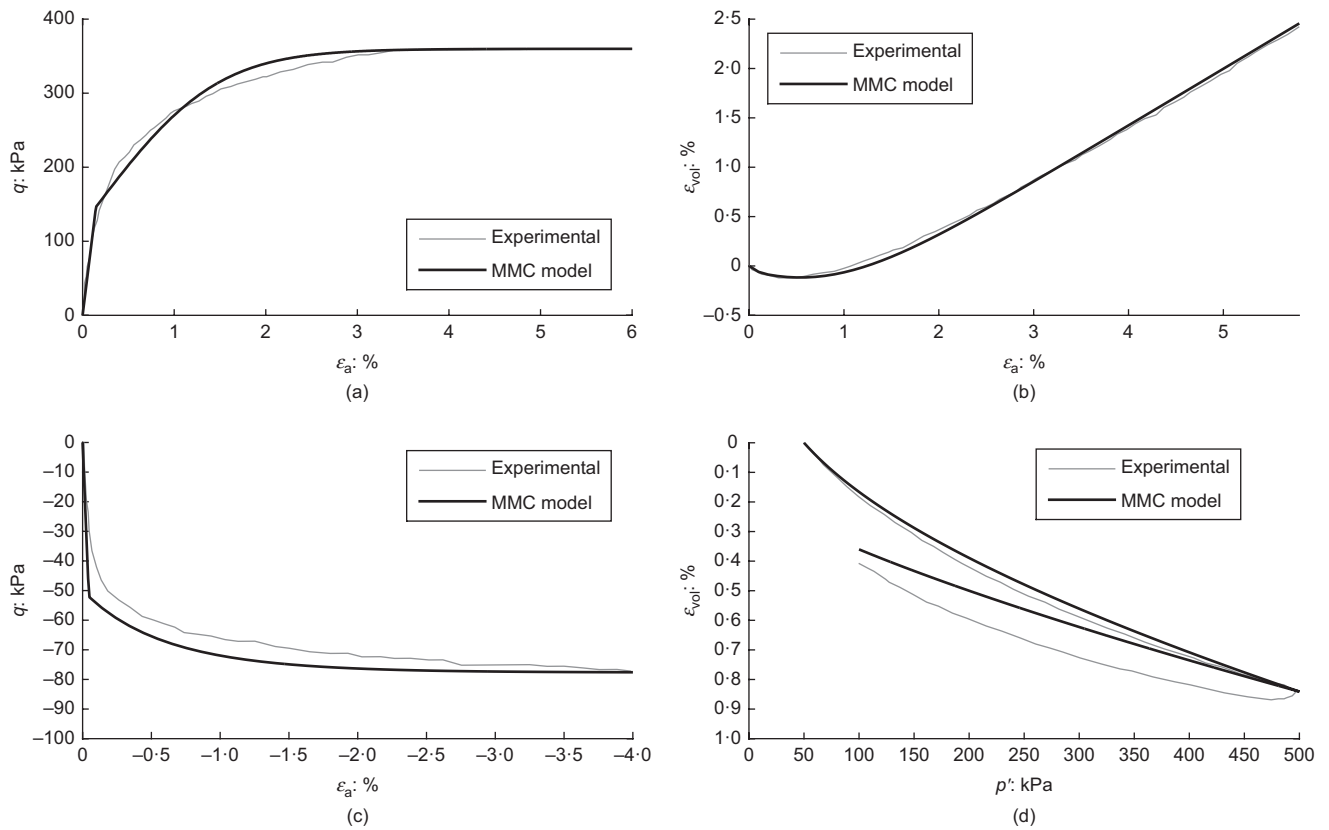 400
300
200
100
0
q: kPa
Experimental
MMC model
0 1 2 3 4 5 6
εa: %
(a)
2·5
2·0
1·5
1·0
0·5
0
–0·5
εvol: %
Experimental
MMC model
0 1 2 3 4 5
εa: %
(b)
0
–10
–20
–30
–40
–50
–60
–70
–80
–90
–100
q: kPa
Experimental
MMC model
0 –0·5 –1·0 –1·5 –2·0 –2·5 –3·0 –3·5 –4·0
εa: %
(c)
0
0·1
0·2
0·3
0·4
0·5
0·6
0·7
0·8
0·9
1·0
εvol: %
Experimental
MMC model
0 50 100 150 200 250 300 350 400 450 500
p′: kPa
(d)